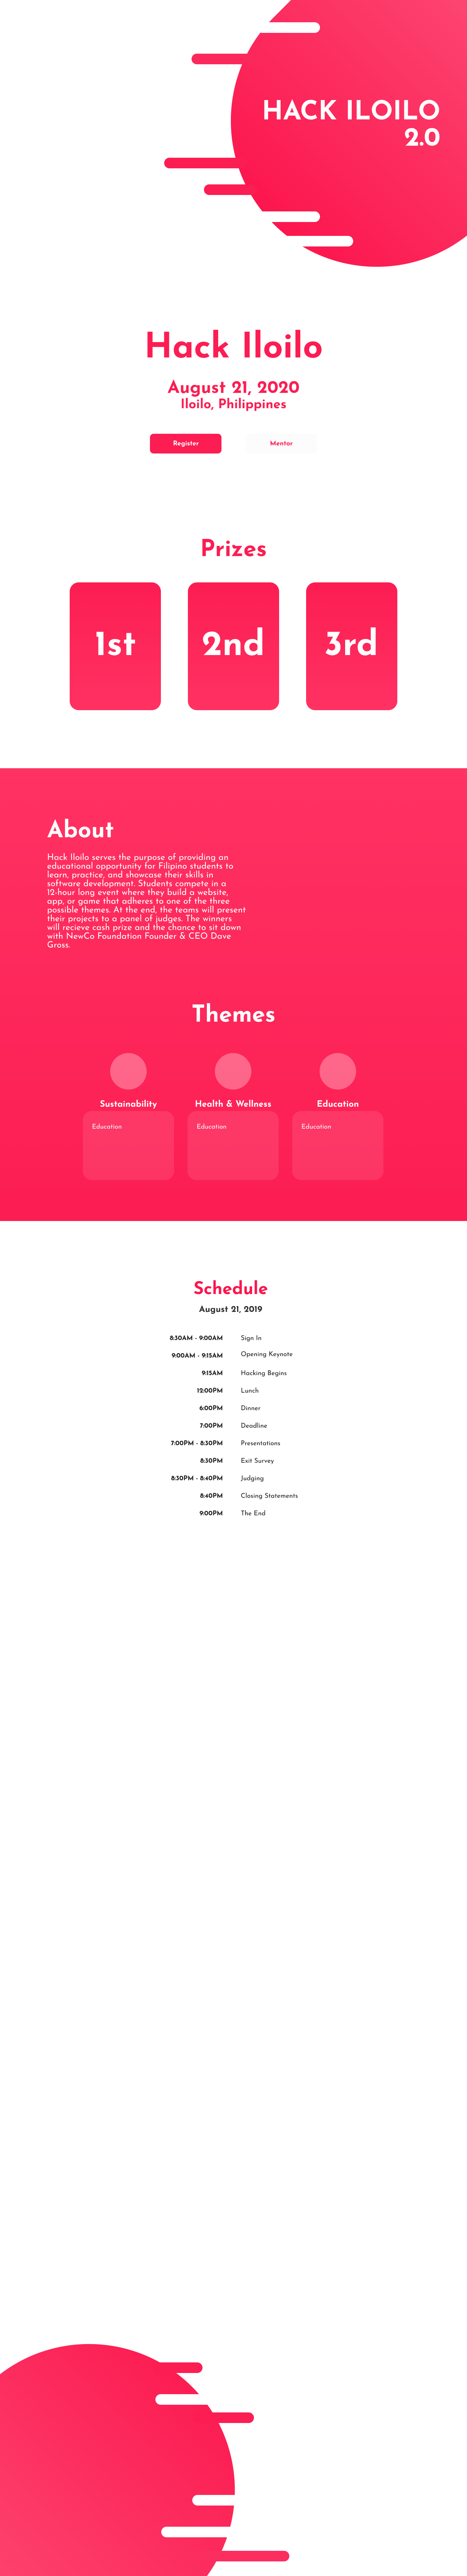 HACK ILOILO
2.0
Hack Iloilo
August 21, 2020
Iloilo, Philippines
Register
Mentor
Prizes
1st
2nd
3rd
About
Hack Iloilo serves the purpose of providing an
educational opportunity for Filipino students to
learn, practice, and showcase their skills in
software development. Students compete in a
12-hour long event where they build a website,
app, or game that adheres to one of the three
possible themes. At the end, the teams will present
their projects to a panel of judges. The winners
will recieve cash prize and the chance to sit down
with NewCo Foundation Founder & CEO Dave
Grass.
Themes
Sustainability
Education
Health & Wellness
Education
Education
Education
Schedule
August 21, 2019
8:30AM - 9:00AM Sign In
9:00AM - 9:15AM Opening Keynote
9:15AM Hacking Begins
12:00PM Lunch
6:00PM Dinner
7:00PM Deadline
7:00PM - 8:30PM Presentations
8:30PM Exit Survey
8:30PM - 8:40PM Judging
8:40PM Closing Statements
9:00PM The End